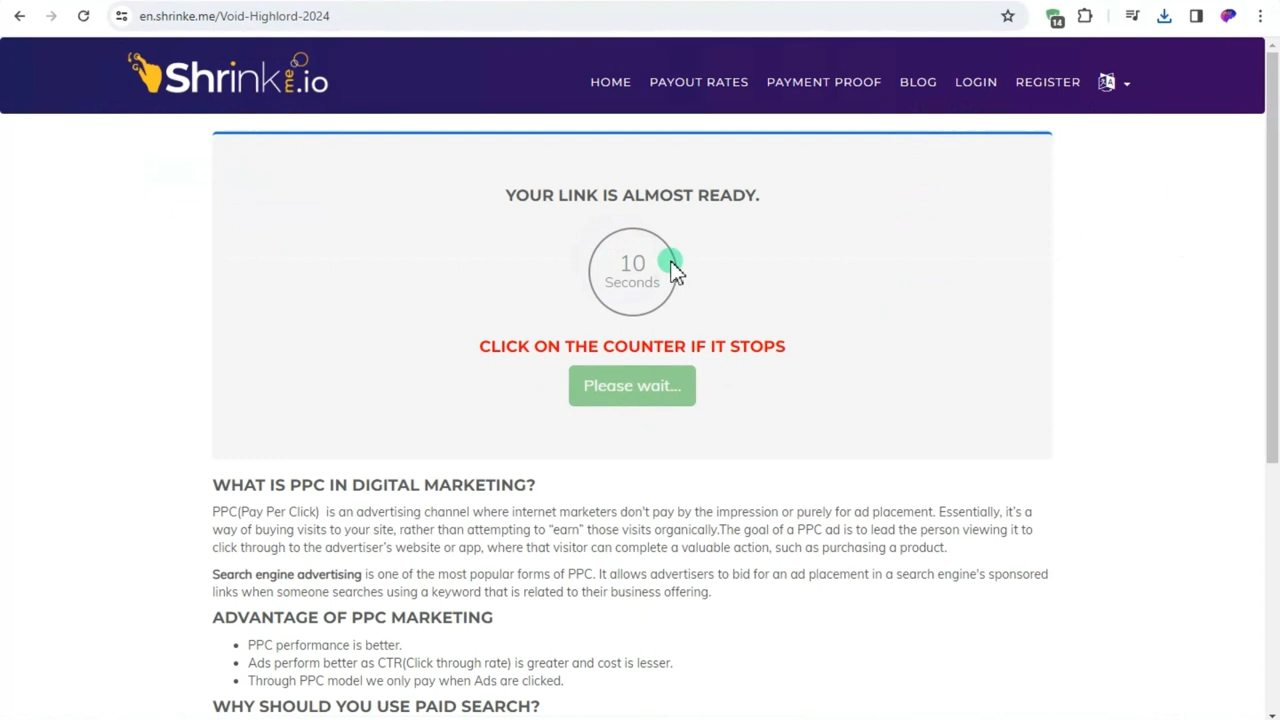 en.shrinke.me/Void-Highlord-2024
14
Shrinkme.io
HOME PAYOUT RATES PAYMENT PROOF BLOG LOGIN REGISTER
YOUR LINK IS ALMOST READY.
10
Seconds
CLICK ON THE COUNTER IF IT STOPS
Please wait...
WHAT IS PPC IN DIGITAL MARKETING?
PPC(Pay Per Click) is an advertising channel where internet marketers don't pay by the impression or purely for ad placement. Essentially, it's a
way of buying visits to your site, rather than attempting to “earn” those visits organically.The goal of a PPC ad is to lead the person viewing it to
click through to the advertiser's website or app, where that visitor can complete a valuable action, such as purchasing a product.
Search engine advertising is one of the most popular forms of PPC. It allows advertisers to bid for an ad placement in a search engine's sponsored
links when someone searches using a keyword that is related to their business offering.
ADVANTAGE OF PPC MARKETING
• PPC performance is better.
• Ads perform better as CTR(Click through rate) is greater and cost is lesser.
• Through PPC model we only pay when Ads are clicked.
WHY SHOULD YOU USE PAID SEARCH?